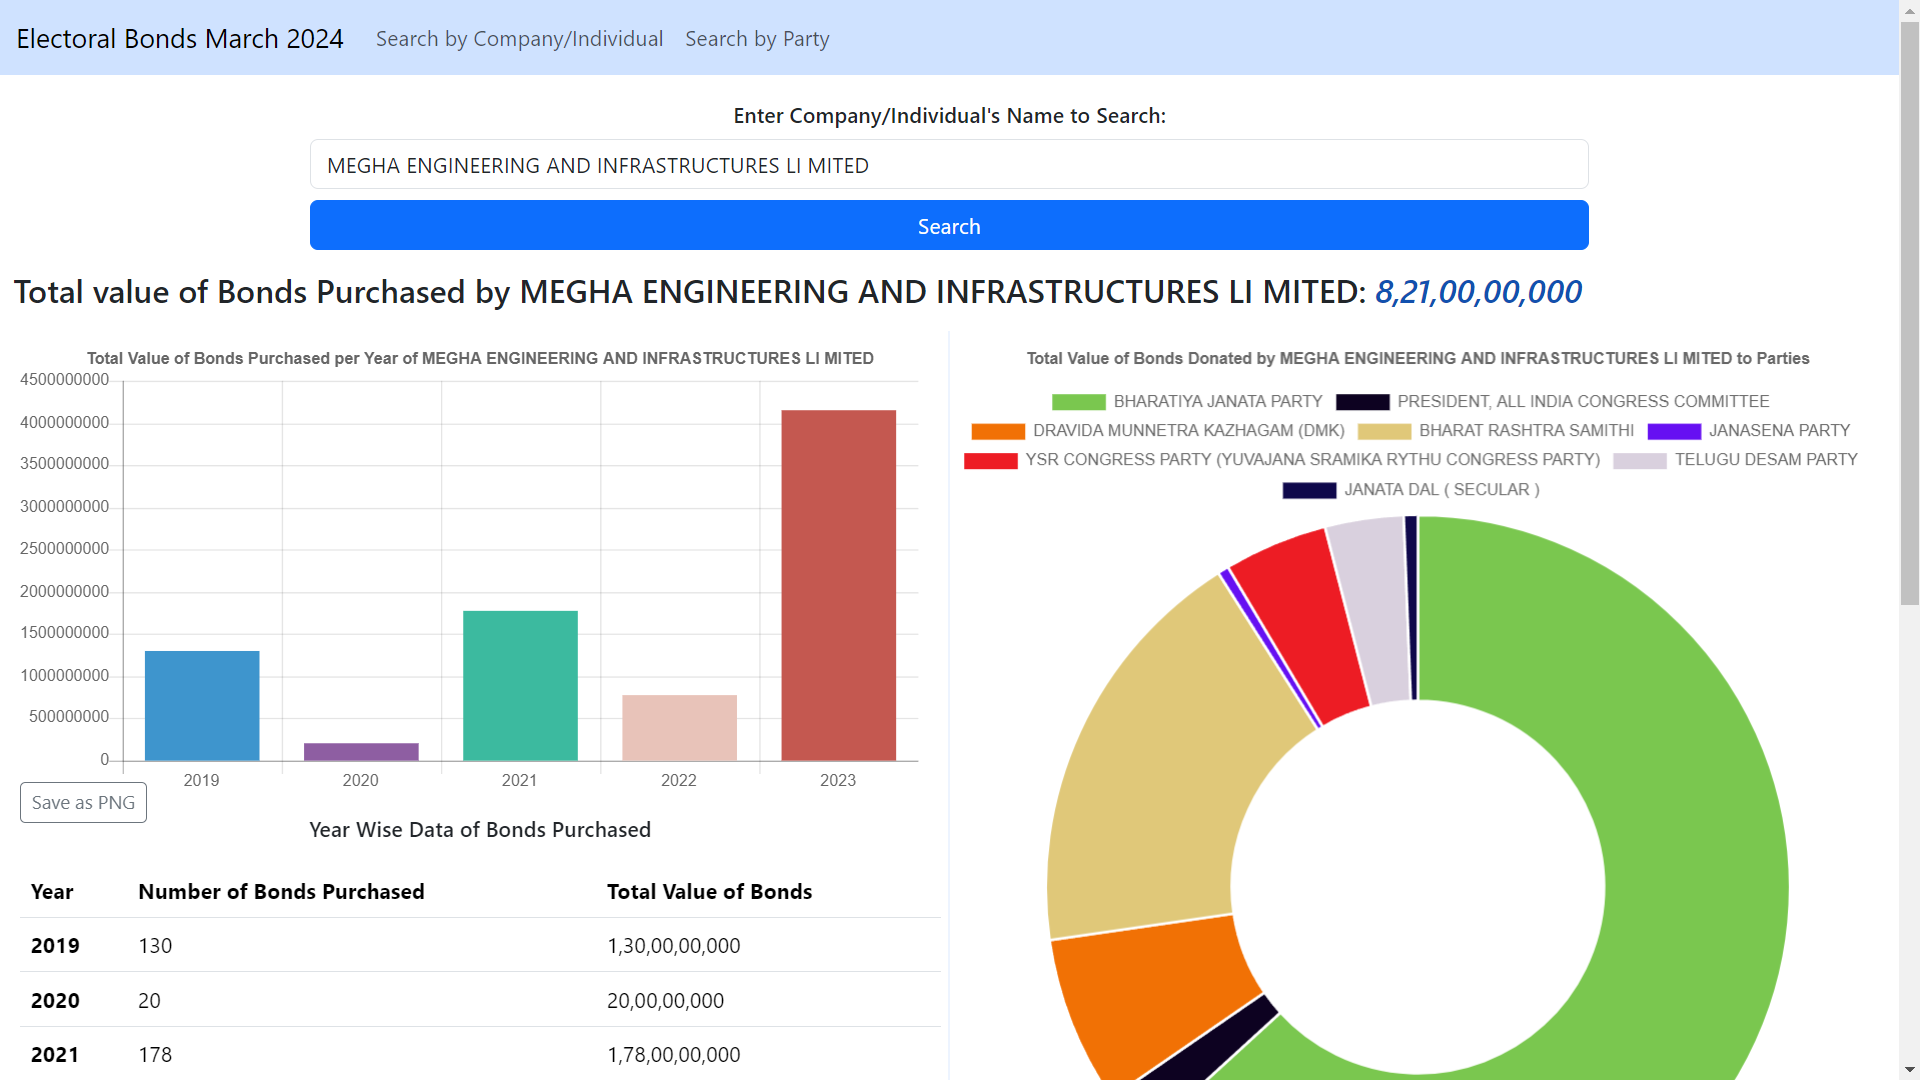 Electoral Bonds March 2024 Search by Company/Individual Search by Party
Enter Company/Individual's Name to Search:
MEGHA ENGINEERING AND INFRASTRUCTURES LI MITED
Search
Total value of Bonds Purchased by MEGHA ENGINEERING AND INFRASTRUCTURES LI MITED: 8,21,00,00,000
Total Value of Bonds Purchased per Year of MEGHA ENGINEERING AND INFRASTRUCTURES LI MITED
4500000000
4000000000
3500000000
3000000000
2500000000
2000000000
1500000000
1000000000
500000000
0
2019 2020 2021 2022 2023
Save as PNG
Year Wise Data of Bonds Purchased
Year Number of Bonds Purchased Total Value of Bonds
2019 130 1,30,00,00,000
2020 20 20,00,00,000
2021 178 1,78,00,00,000
Total Value of Bonds Donated by MEGHA ENGINEERING AND INFRASTRUCTURES LI MITED to Parties
BHARATIYA JANATA PARTY PRESIDENT, ALL INDIA CONGRESS COMMITTEE
DRAVIDA MUNNETRA KAZHAGAM (DMK) BHARAT RASHTRA SAMITHI JANASENA PARTY
YSR CONGRESS PARTY (YUVAJANA SRAMIKA RYTHU CONGRESS PARTY) TELUGU DESAM PARTY
JANATA DAL ( SECULAR )